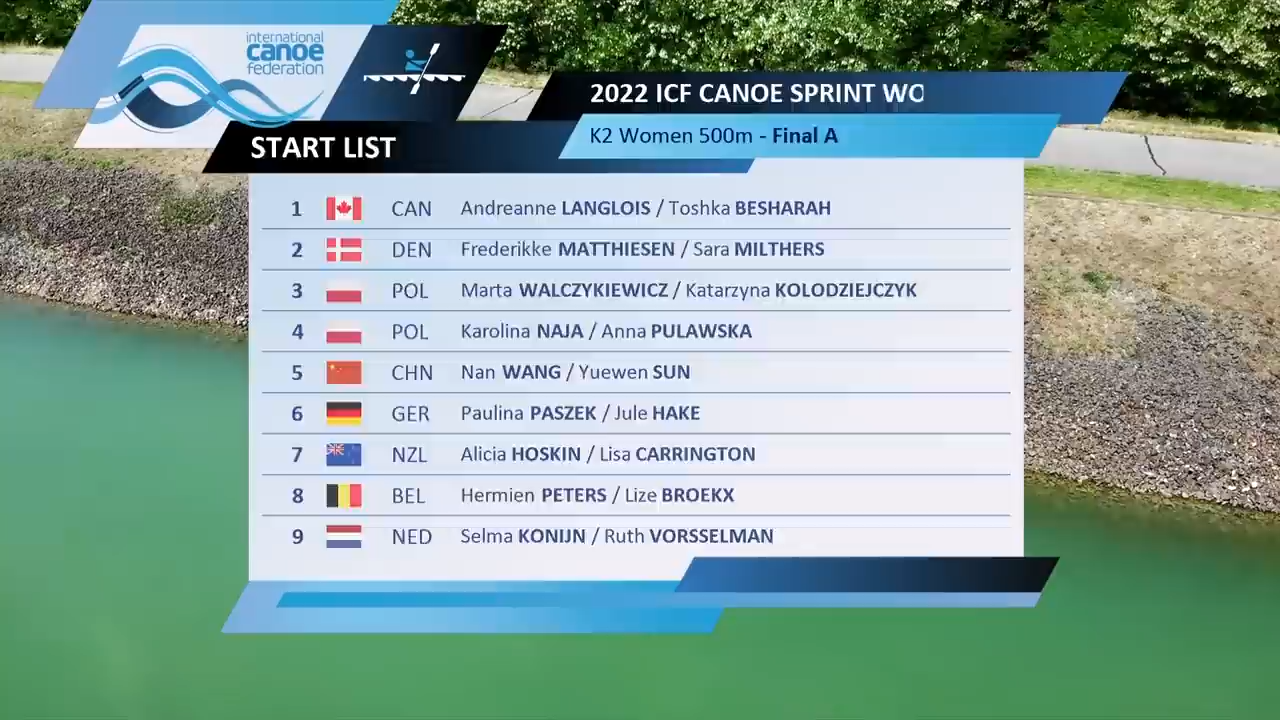 international
canoe
federation
2022 ICF CANOE SPRINT WO
START LIST
K2 Women 500m - Final A
1 CAN Andreanne LANGLOIS / Toshka BESHARAH
2 DEN Frederikke MATTHIESEN / Sara MILTHERS
3 POL Marta WALCZYKIEWICZ / Katarzyna KOLODZIEJCZYK
4 POL Karolina NAJA / Anna PULAWSKA
5 CHN Nan WANG / Yuewen SUN
6 GER Paulina PASZEK / Jule HAKE
7 NZL Alicia HOSKIN / Lisa CARRINGTON
8 BEL Hermien PETERS / Lize BROEKX
9 NED Selma KONIJN / Ruth VORSSELMAN